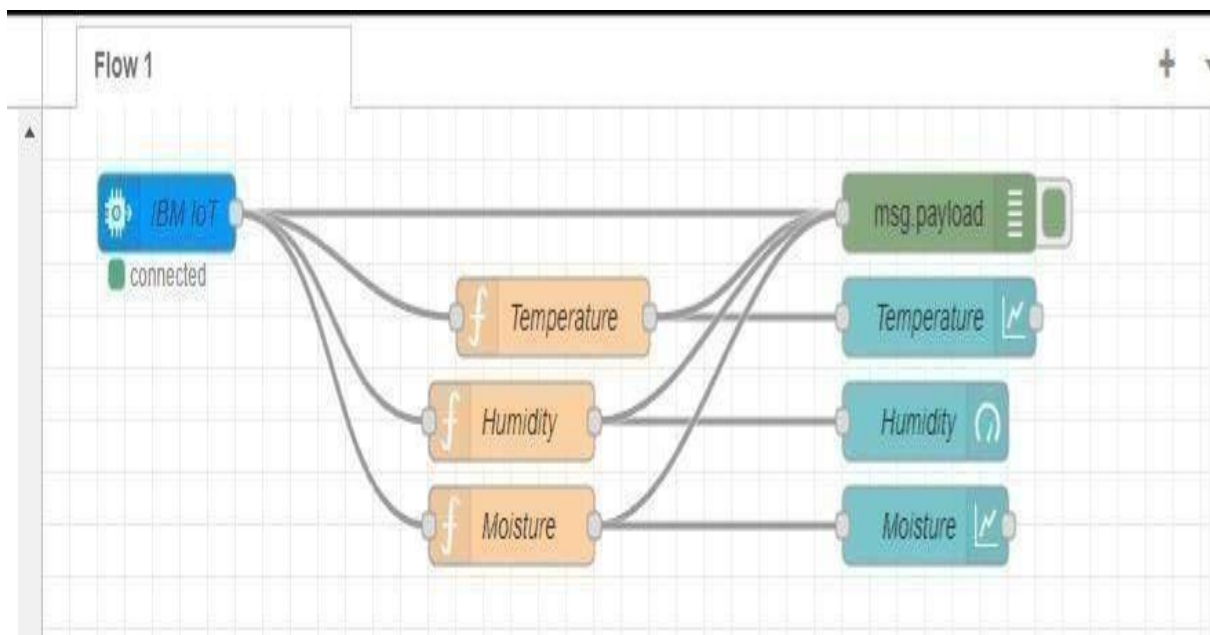 Flow 1
IBM IoT
msg.payload
connected
Temperature
Temperature
Humidity
Humidity
Moisture
Moisture